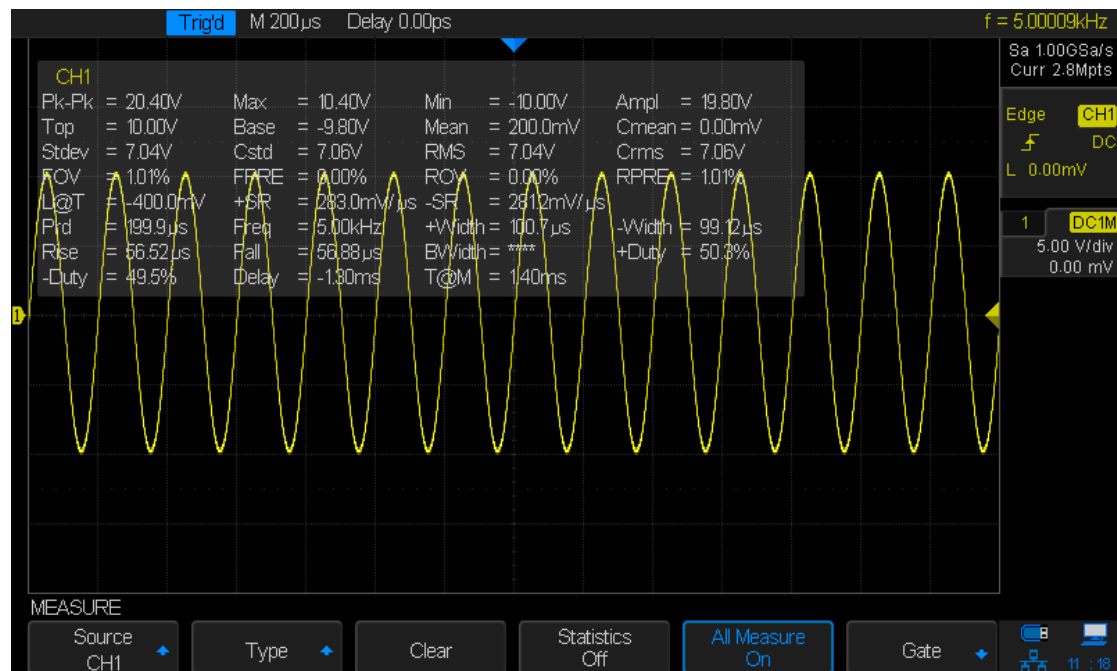 Trig'd M 200µs Delay 0.00ps f = 5.00009kHz
Sa 1.00GSa/s
Curr 2.8Mpts
CH1
Pk-Pk = 20.40V Max = 10.40V Min = -10.00V Ampl = 19.80V
Top = 10.00V Base = -9.80V Mean = 200.0mV Cmean = 0.00mV
Stdev = 7.04V Cstd = 7.06V RMS = 7.04V Crms = 7.06V
FOV = 1.01% FPRE = 0.00% ROV = 0.00% RPRE = 1.01%
L@T = -400.0mV +SR = 283.0mV/µs -SR = 281.2mV/µs
Prd = 199.9µs Freq = 5.00kHz +Width = 100.7µs -Width = 99.12µs
Rise = 56.52µs Fall = 56.88µs BWidth = **** +Duty = 50.3%
-Duty = 49.5% Delay = -1.30ms T@M = 1.40ms
Edge CH1
DC
L 0.00mV
1 DC1M
5.00 V/div
0.00 mV
1
MEASURE
Source
CH1
Type
Clear
Statistics
Off
All Measure
On
Gate
11 : 18